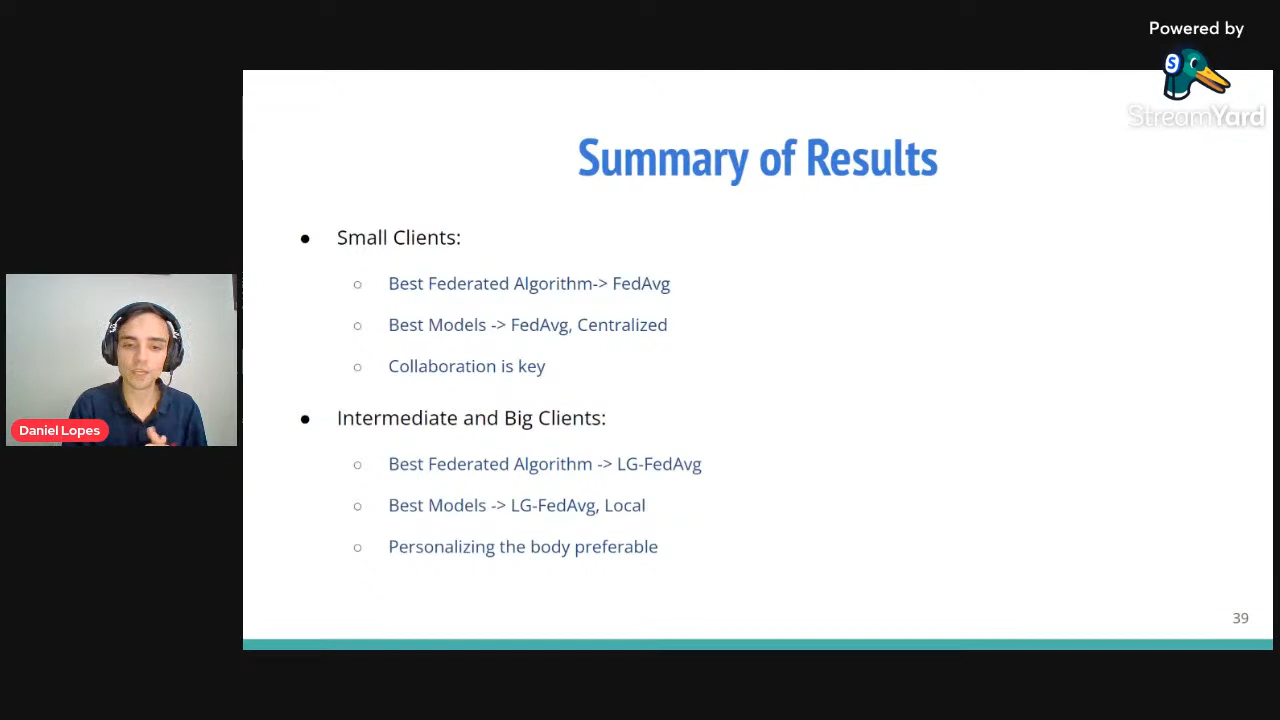 Powered by
StreamYard
Summary of Results
● Small Clients:
○ Best Federated Algorithm-> FedAvg
○ Best Models -> FedAvg, Centralized
○ Collaboration is key
● Intermediate and Big Clients:
○ Best Federated Algorithm -> LG-FedAvg
○ Best Models -> LG-FedAvg, Local
○ Personalizing the body preferable
Daniel Lopes
39